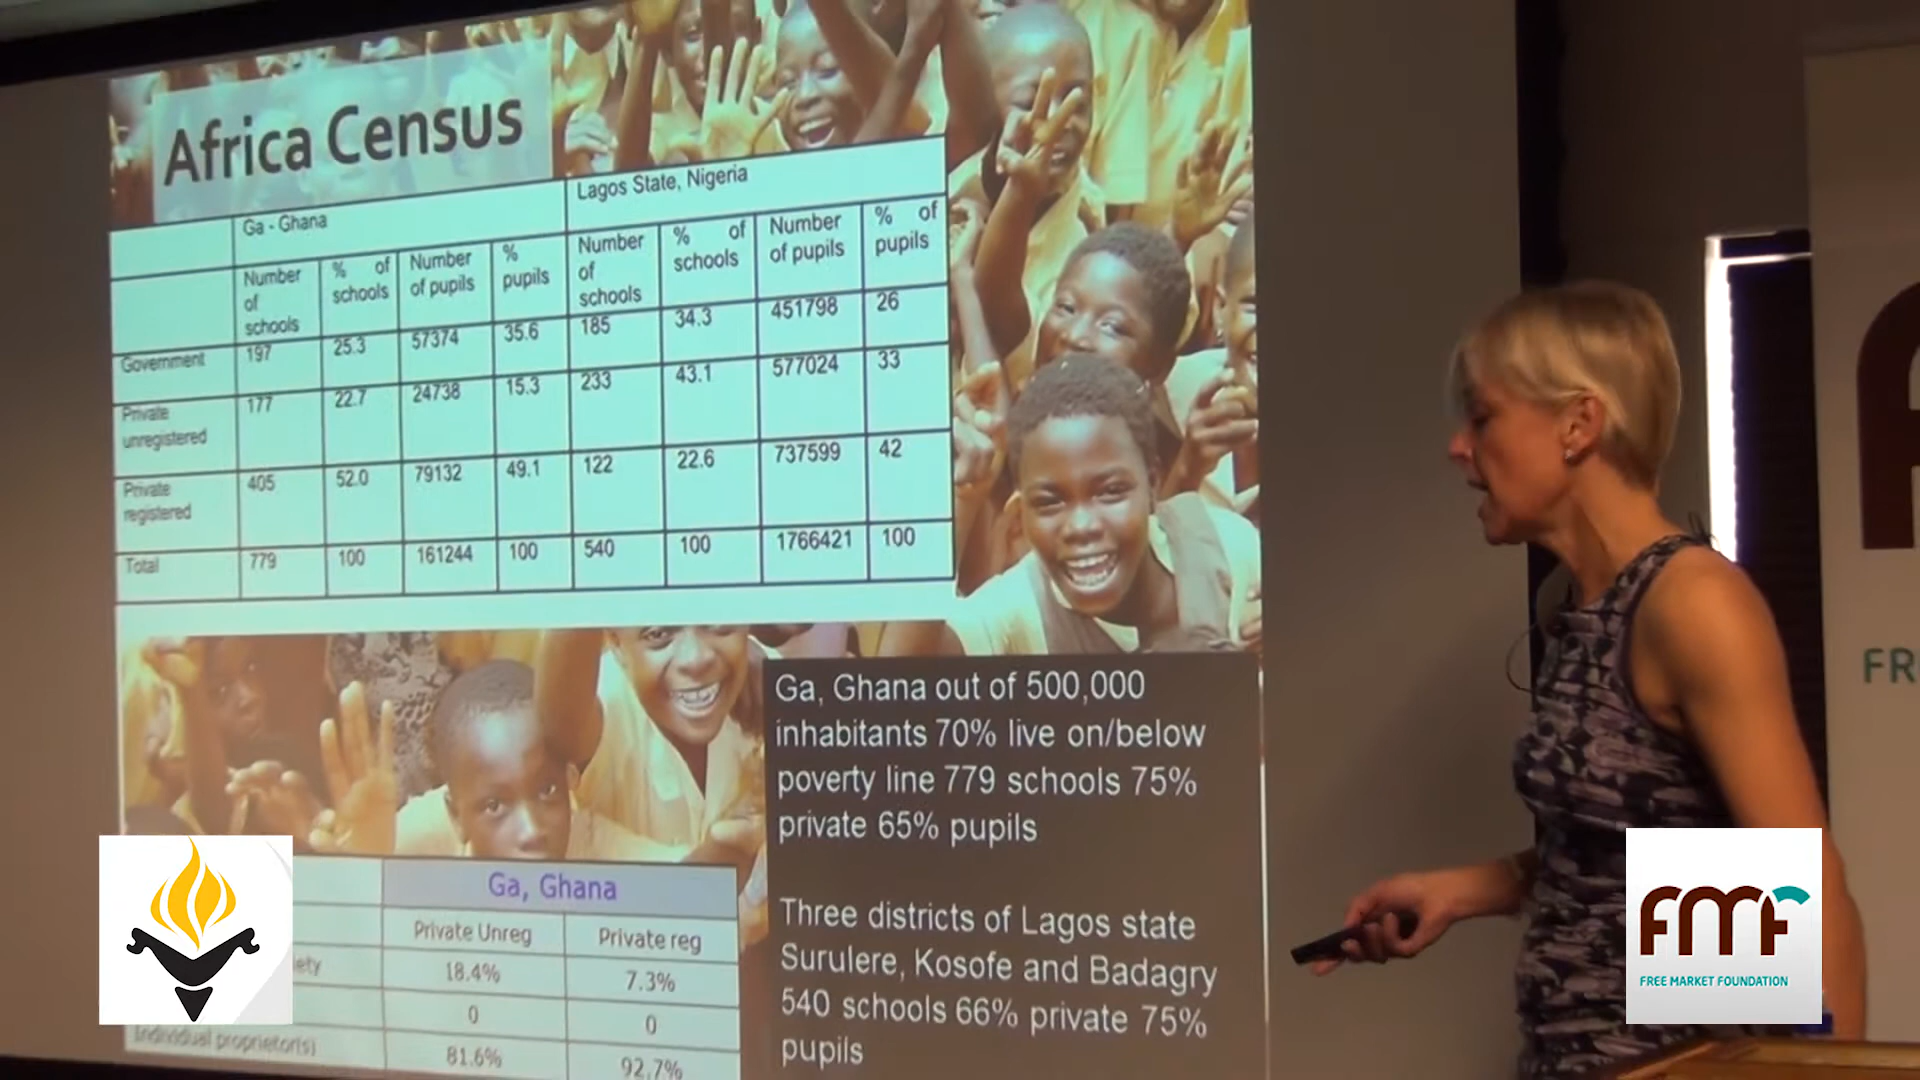 Africa Census
Ga - Ghana
Lagos State, Nigeria
Number of schools
% of schools
Number of pupils
% pupils
Number of schools
% of schools
Number of pupils
% of pupils
Government 197 25.3 57374 35.6 185 34.3 451798 26
Private unregistered 177 22.7 24738 15.3 233 43.1 577024 33
Private registered 405 52.0 79132 49.1 122 22.6 737599 42
Total 779 100 161244 100 540 100 1766421 100
Ga, Ghana out of 500,000
inhabitants 70% live on/below
poverty line 779 schools 75%
private 65% pupils
Three districts of Lagos state
Surulere, Kosofe and Badagry
540 schools 66% private 75%
pupils
Ga, Ghana
Private Unreg Private reg
18.4% 7.3%
0 0
Individual proprietor(s) 81.6% 92.7%
FR
FMF
FREE MARKET FOUNDATION